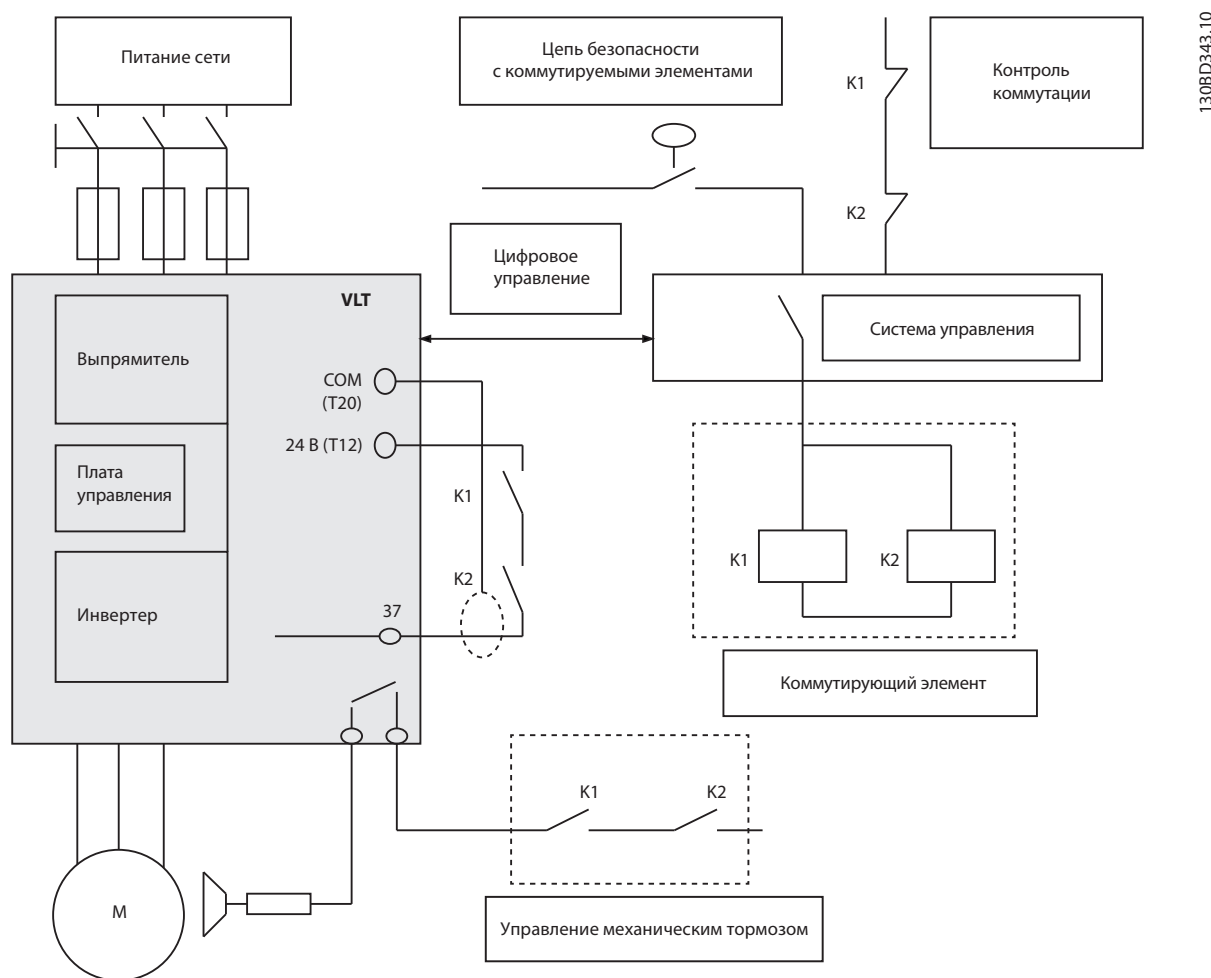 130BD343.10
Питание сети
Цепь безопасности
с коммутируемыми элементами
K1
Контроль
коммутации
K2
Цифровое
управление
VLT
Система управления
Выпрямитель
COM
(T20)
24 В (T12)
Плата
управления
K1
K2
K1
K2
Инвертер
37
Коммутирующий элемент
K1
K2
M
Управление механическим тормозом